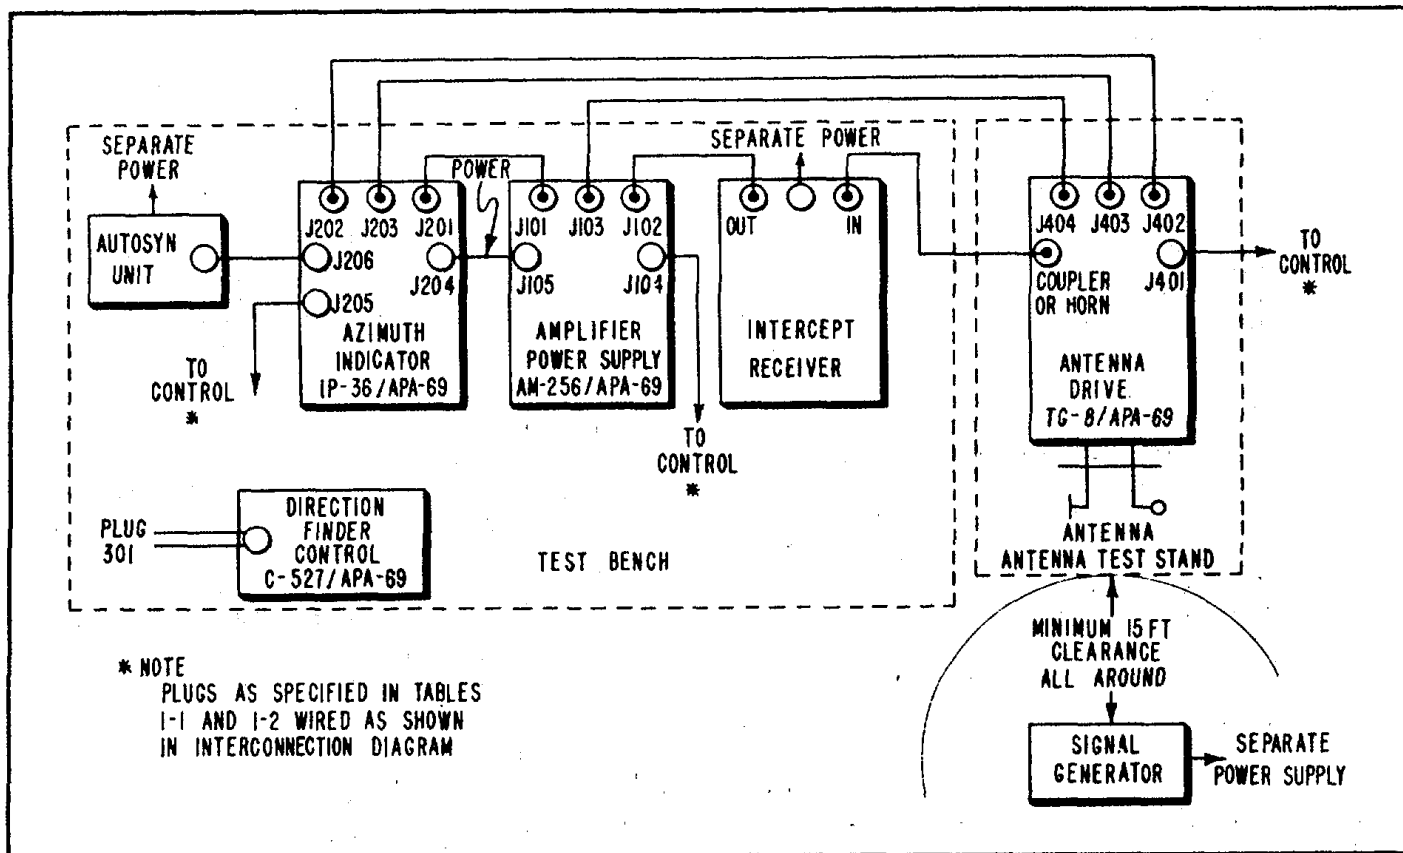 SEPARATE
POWER
AUTOSYN
UNIT
J202
J203
J201
J206
J204
J205
AZIMUTH
INDICATOR
IP-36/APA-69
TO
CONTROL
*
POWER
J101
J103
J102
J105
J104
AMPLIFIER
POWER SUPPLY
AM-256/APA-69
TO
CONTROL
*
SEPARATE POWER
OUT
IN
INTERCEPT
RECEIVER
J404
J403
J402
COUPLER
OR HORN
J401
ANTENNA
DRIVE
TG-8/APA-69
TO
CONTROL
*
ANTENNA
ANTENNA TEST STAND
PLUG
301
DIRECTION
FINDER
CONTROL
C-527/APA-69
TEST BENCH
MINIMUM 15 FT
CLEARANCE
ALL AROUND
SIGNAL
GENERATOR
SEPARATE
POWER SUPPLY
* NOTE
PLUGS AS SPECIFIED IN TABLES
1-1 AND 1-2 WIRED AS SHOWN
IN INTERCONNECTION DIAGRAM